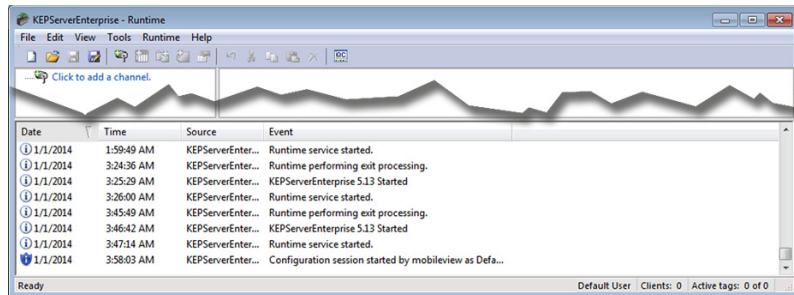 KEPServerEnterprise - Runtime
File Edit View Tools Runtime Help
Click to add a channel.
Date Time Source Event
1/1/2014 1:59:49 AM KEPServerEnter... Runtime service started.
1/1/2014 3:24:36 AM KEPServerEnter... Runtime performing exit processing.
1/1/2014 3:25:29 AM KEPServerEnter... KEPServerEnterprise 5.13 Started
1/1/2014 3:26:00 AM KEPServerEnter... Runtime service started.
1/1/2014 3:45:49 AM KEPServerEnter... Runtime performing exit processing.
1/1/2014 3:46:42 AM KEPServerEnter... KEPServerEnterprise 5.13 Started
1/1/2014 3:47:14 AM KEPServerEnter... Runtime service started.
1/1/2014 3:58:03 AM KEPServerEnter... Configuration session started by mobileview as Defa...
Ready Default User Clients: 0 Active tags: 0 of 0